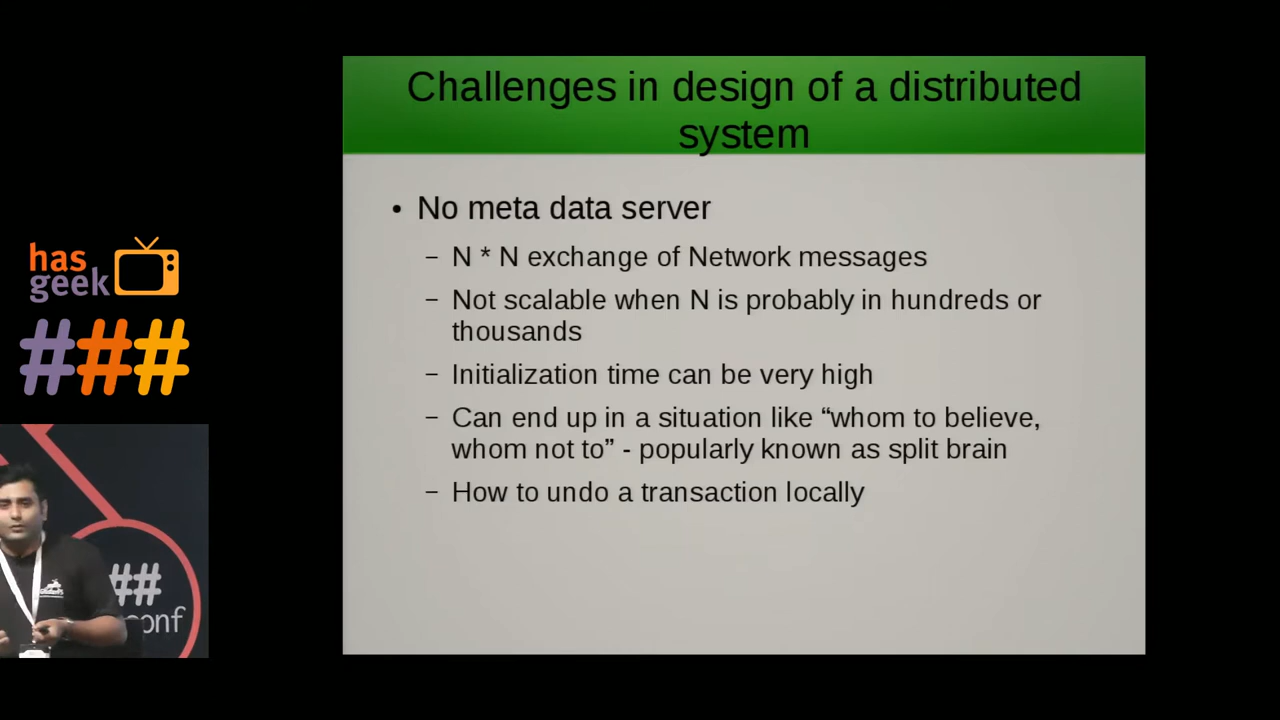 Challenges in design of a distributed
system
• No meta data server
– N * N exchange of Network messages
– Not scalable when N is probably in hundreds or
thousands
– Initialization time can be very high
– Can end up in a situation like “whom to believe,
whom not to” - popularly known as split brain
– How to undo a transaction locally
has
geek
###
##
conf